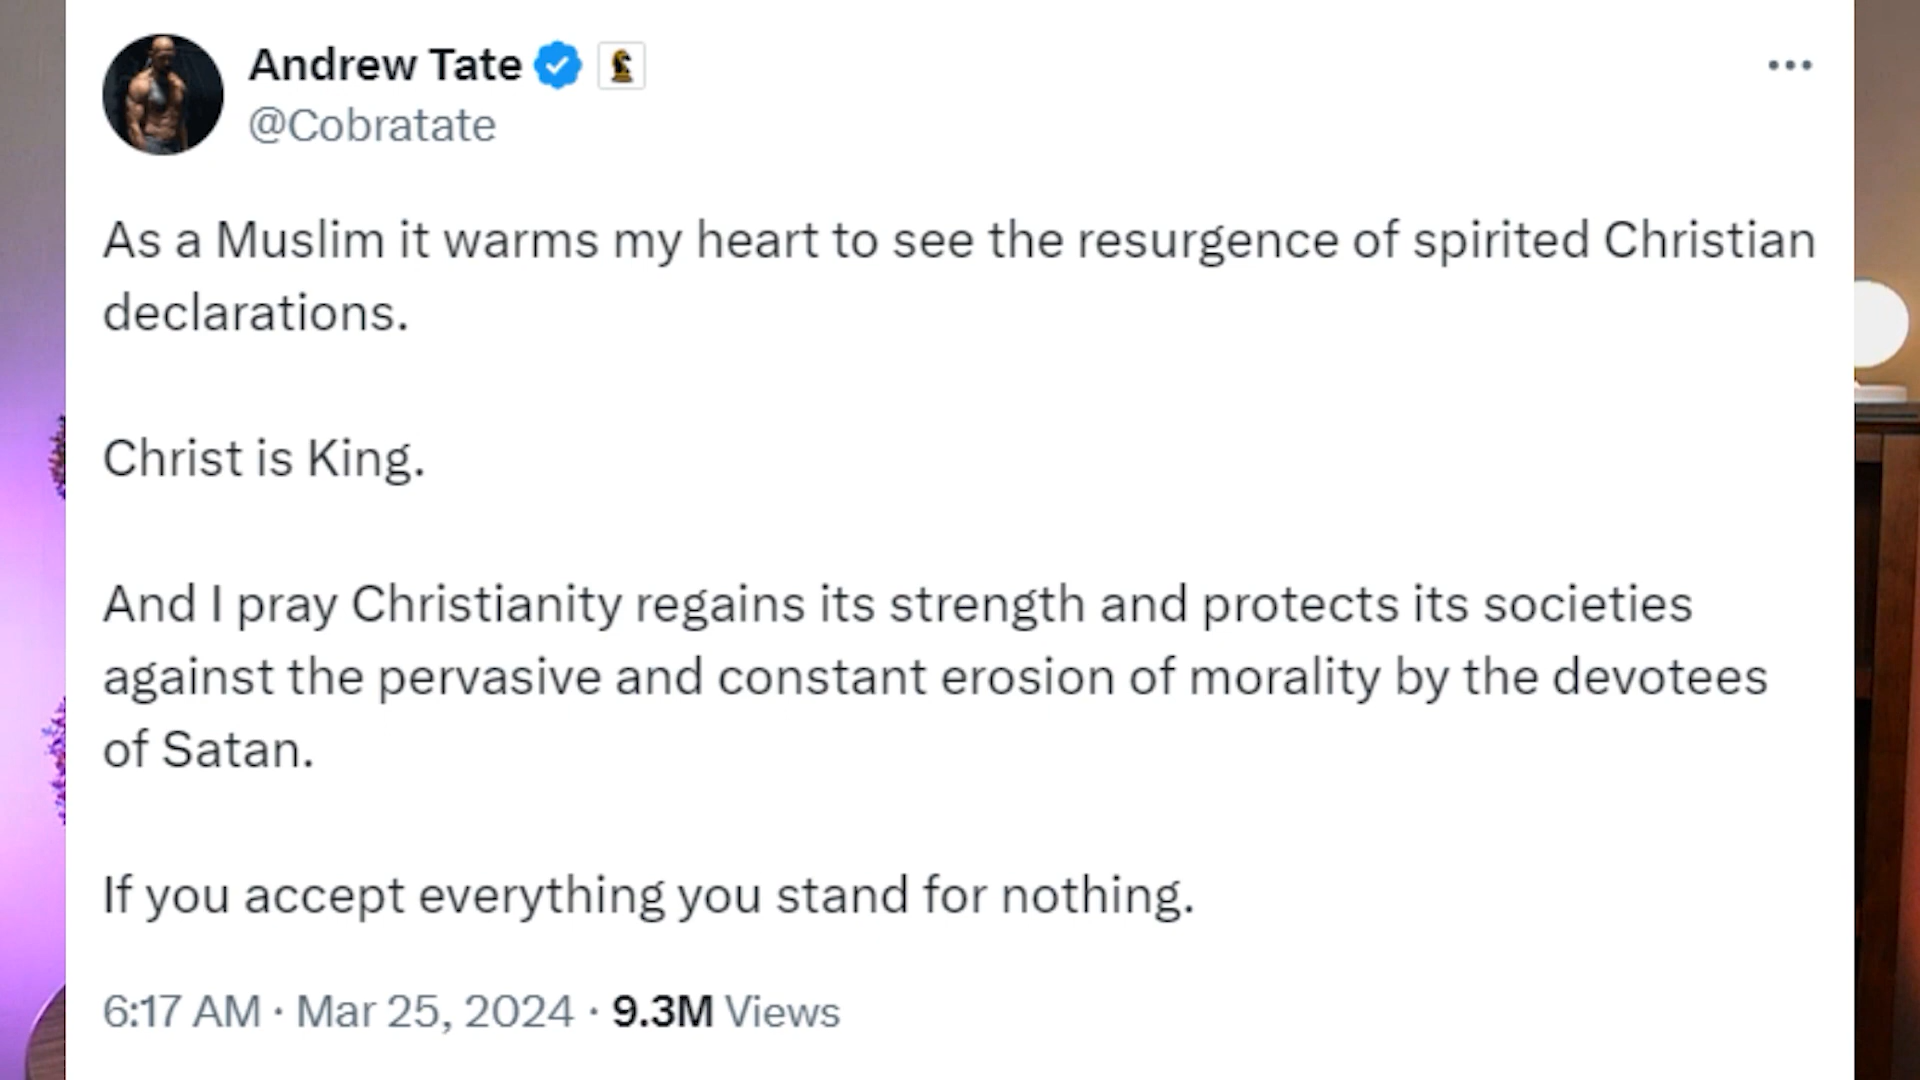 Andrew Tate
@Cobratate
As a Muslim it warms my heart to see the resurgence of spirited Christian
declarations.
Christ is King.
And I pray Christianity regains its strength and protects its societies
against the pervasive and constant erosion of morality by the devotees
of Satan.
If you accept everything you stand for nothing.
6:17 AM · Mar 25, 2024 · 9.3M Views